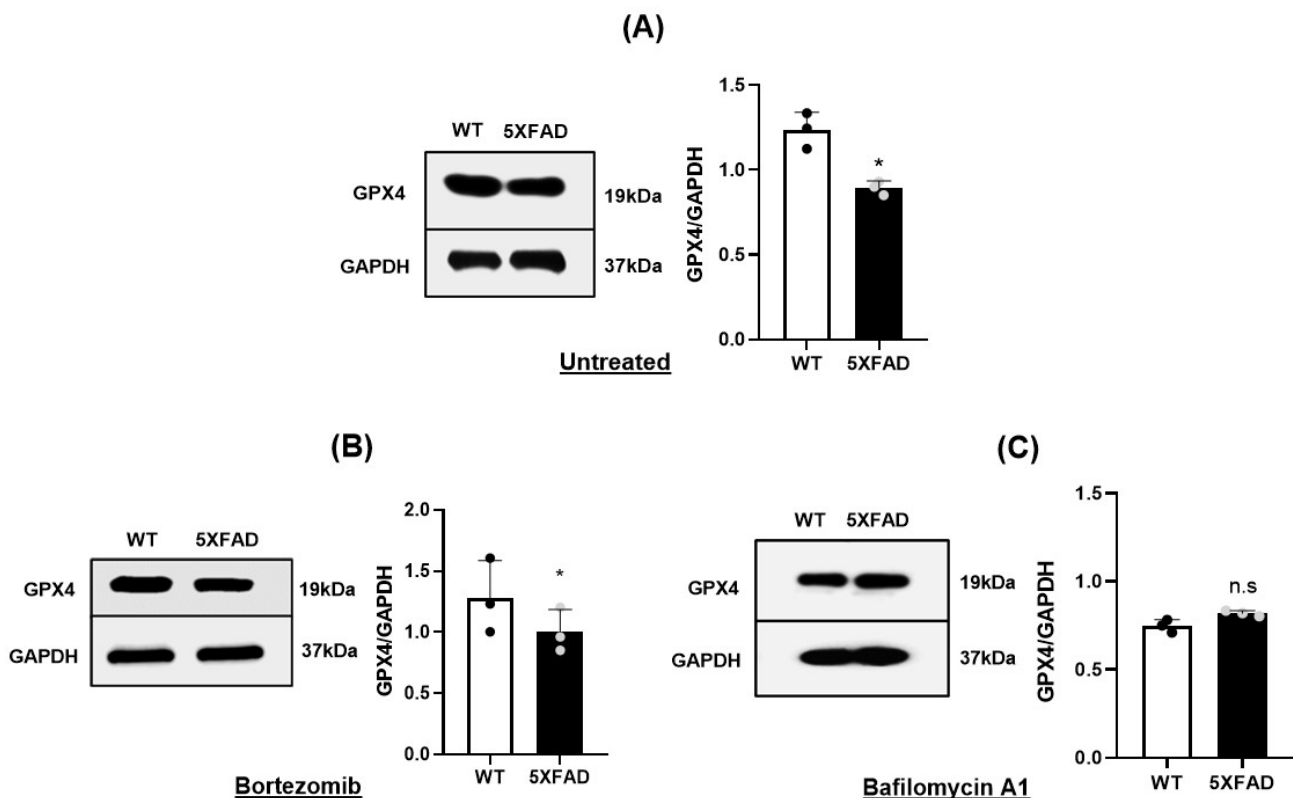 (A)
WT 5XFAD
GPX4 19kDa
GAPDH 37kDa
GPX4/GAPDH
1.5
1.0
0.5
0.0
*
WT 5XFAD
Untreated
(B)
WT 5XFAD
GPX4 19kDa
GAPDH 37kDa
GPX4/GAPDH
2.0
1.5
1.0
0.5
0.0
*
WT 5XFAD
Bortezomib
(C)
WT 5XFAD
GPX4 19kDa
GAPDH 37kDa
GPX4/GAPDH
1.5
1.0
0.5
0.0
n.s
WT 5XFAD
Bafilomycin A1